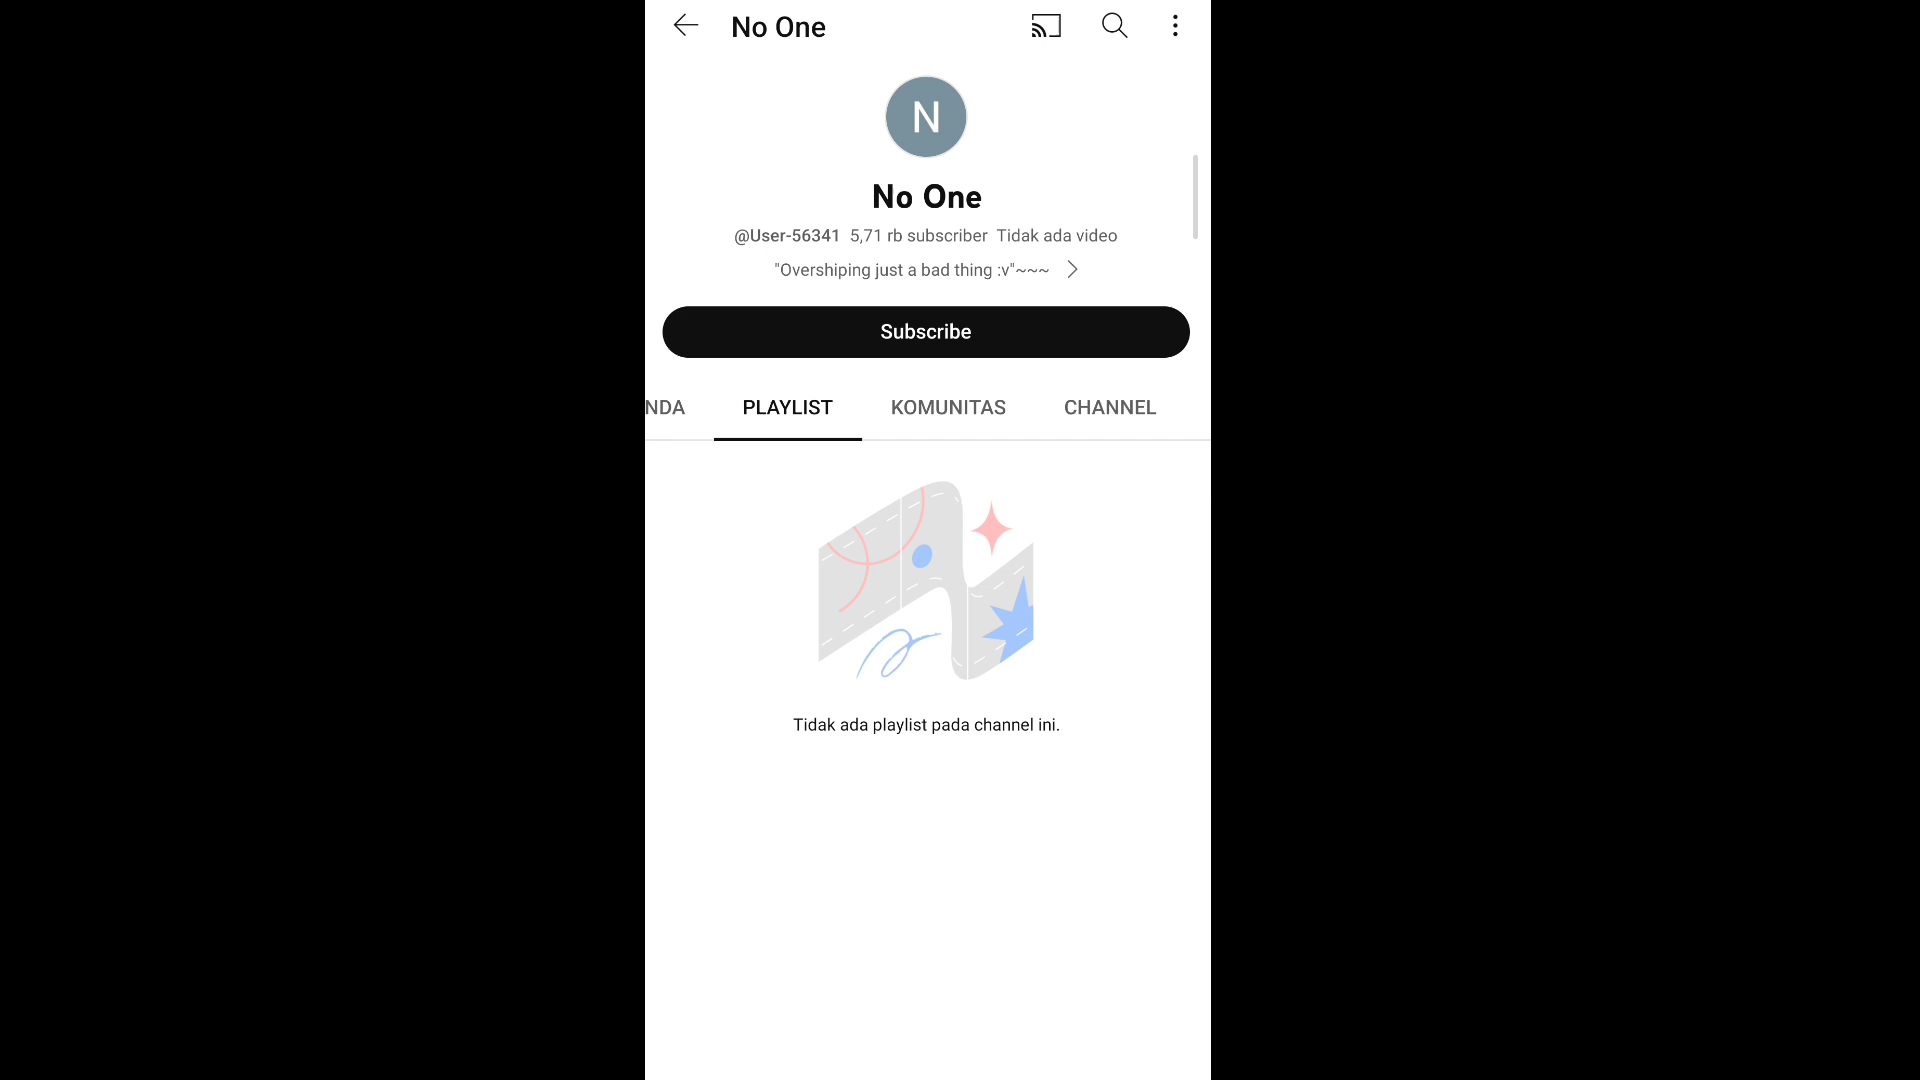 No One
N
No One
@User-56341 5,71 rb subscriber Tidak ada video
"Overshiping just a bad thing :v"~~~
Subscribe
NDA PLAYLIST KOMUNITAS CHANNEL
Tidak ada playlist pada channel ini.